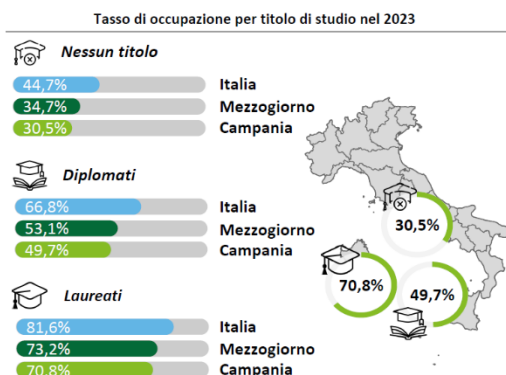 Tasso di occupazione per titolo di studio nel 2023
Nessun titolo
44,7% Italia
34,7% Mezzogiorno
30,5% Campania
Diplomati
66,8% Italia
53,1% Mezzogiorno
49,7% Campania
Laureati
81,6% Italia
73,2% Mezzogiorno
70,8% Campania
30,5%
70,8%
49,7%